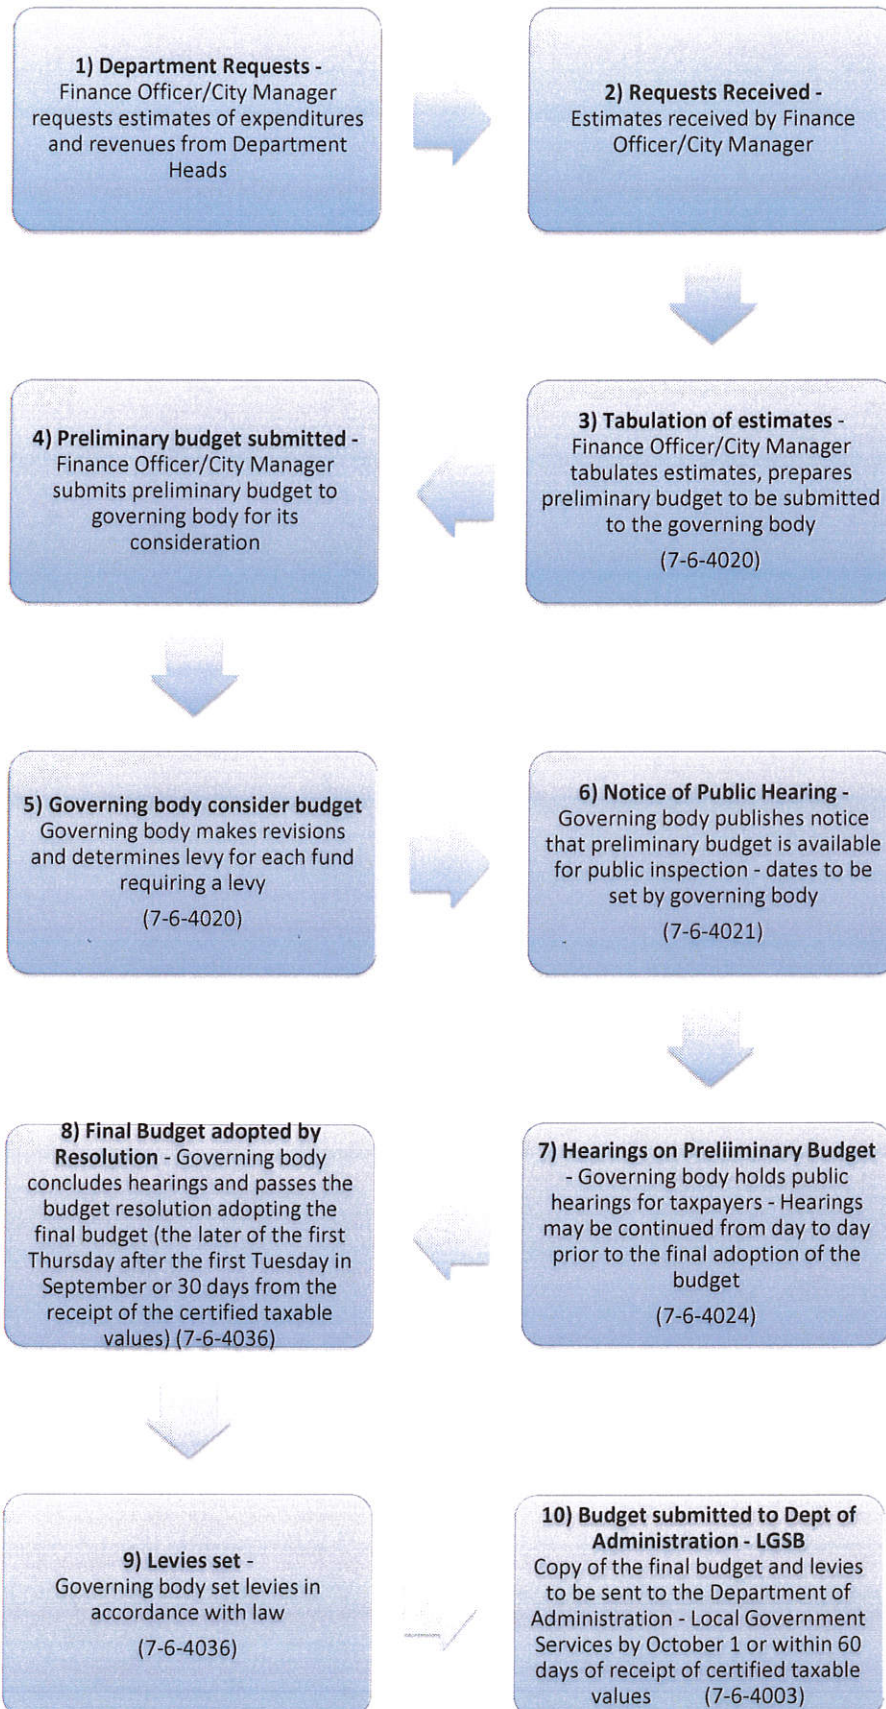 1) Department Requests -
Finance Officer/City Manager
requests estimates of expenditures
and revenues from Department
Heads
2) Requests Received -
Estimates received by Finance
Officer/City Manager
3) Tabulation of estimates -
Finance Officer/City Manager
tabulates estimates, prepares
preliminary budget to be submitted
to the governing body
(7-6-4020)
4) Preliminary budget submitted -
Finance Officer/City Manager
submits preliminary budget to
governing body for its
consideration
5) Governing body consider budget
Governing body makes revisions
and determines levy for each fund
requiring a levy
(7-6-4020)
6) Notice of Public Hearing -
Governing body publishes notice
that preliminary budget is available
for public inspection - dates to be
set by governing body
(7-6-4021)
7) Hearings on Preliiminary Budget
- Governing body holds public
hearings for taxpayers - Hearings
may be continued from day to day
prior to the final adoption of the
budget
(7-6-4024)
8) Final Budget adopted by
Resolution - Governing body
concludes hearings and passes the
budget resolution adopting the
final budget (the later of the first
Thursday after the first Tuesday in
September or 30 days from the
receipt of the certified taxable
values) (7-6-4036)
9) Levies set -
Governing body set levies in
accordance with law
(7-6-4036)
10) Budget submitted to Dept of
Administration - LGSB
Copy of the final budget and levies
to be sent to the Department of
Administration - Local Government
Services by October 1 or within 60
days of receipt of certified taxable
values (7-6-4003)